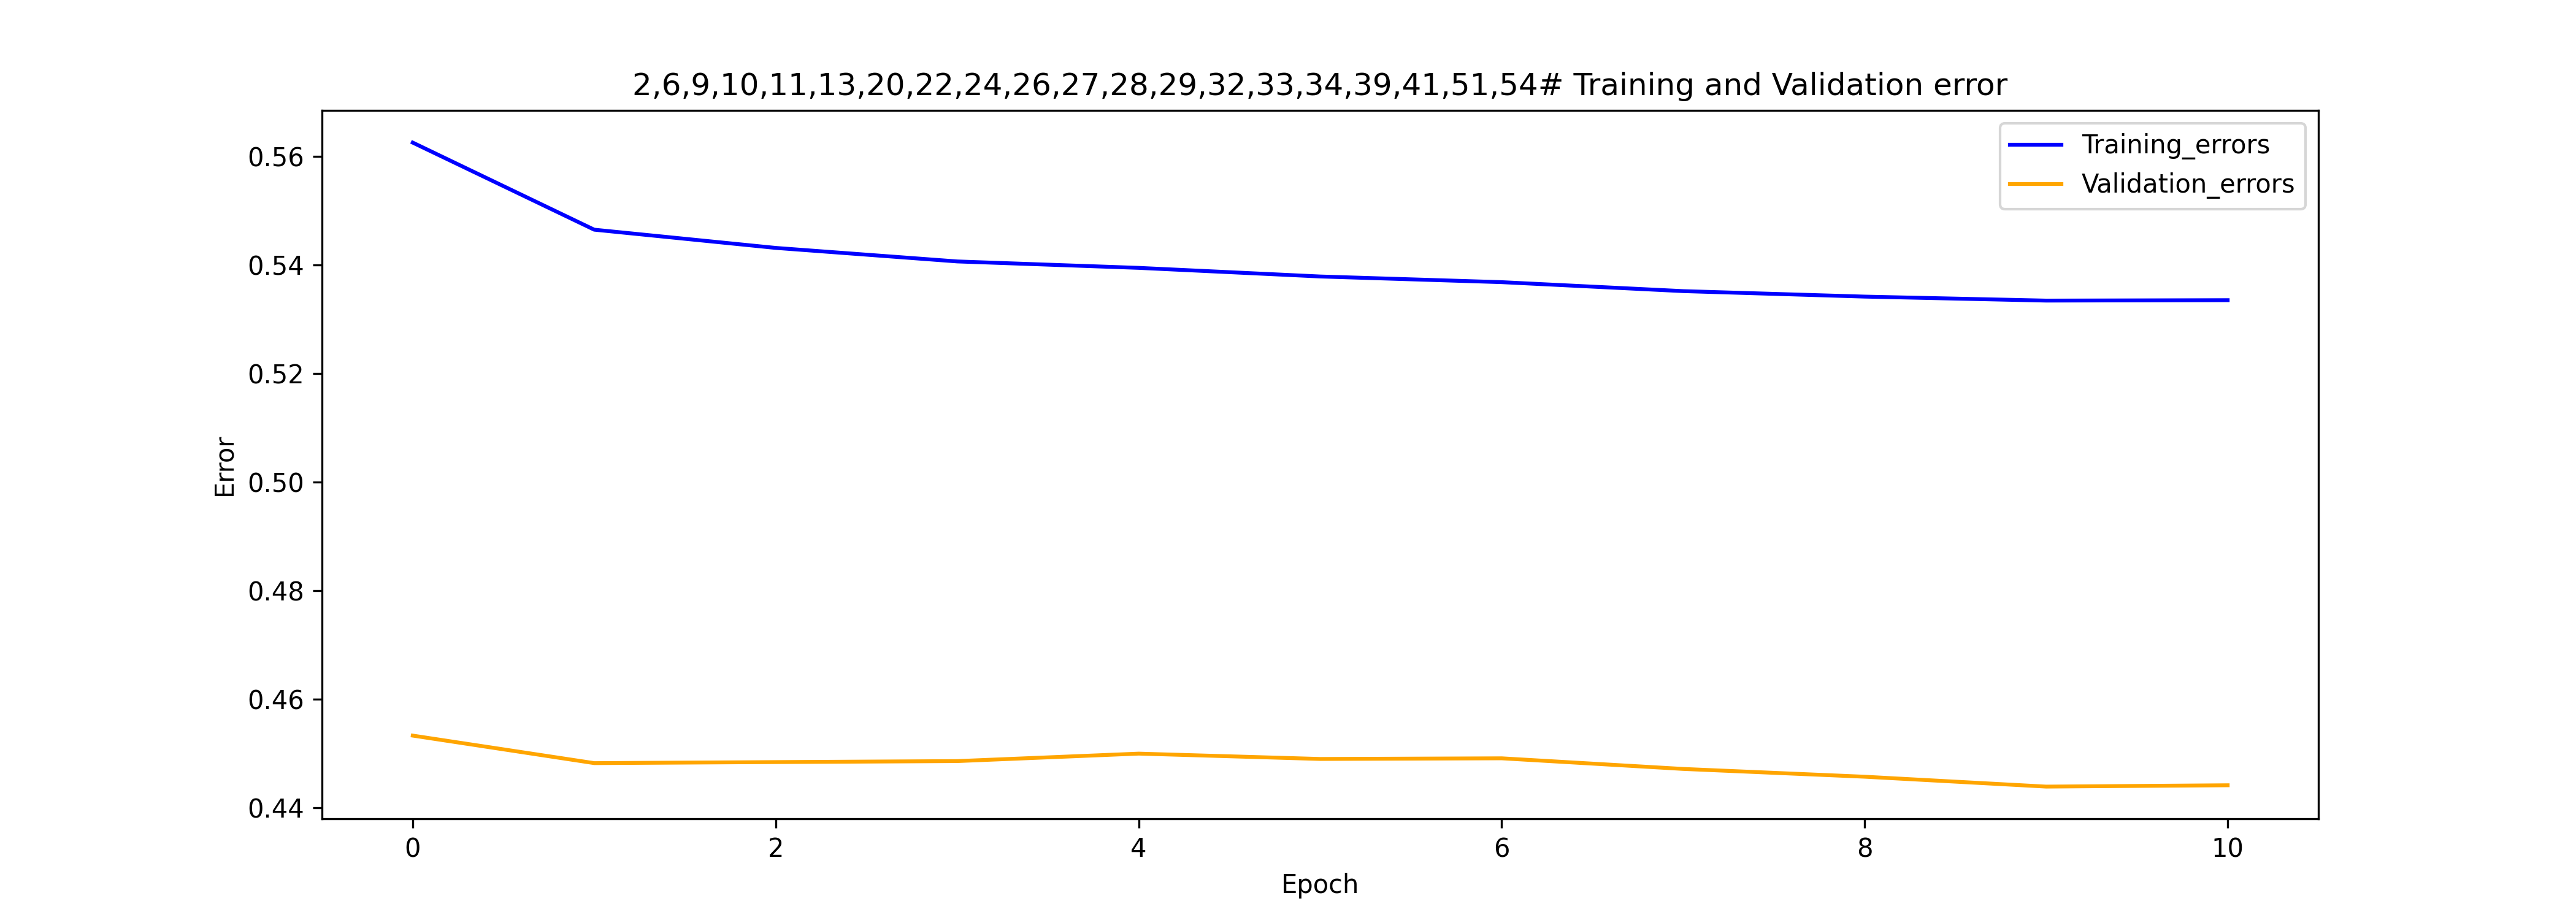 2,6,9,10,11,13,20,22,24,26,27,28,29,32,33,34,39,41,51,54# Training and Validation error
Training_errors
Validation_errors
0.56
0.54
0.52
0.50
0.48
0.46
0.44
Error
0 2 4 6 8 10
Epoch